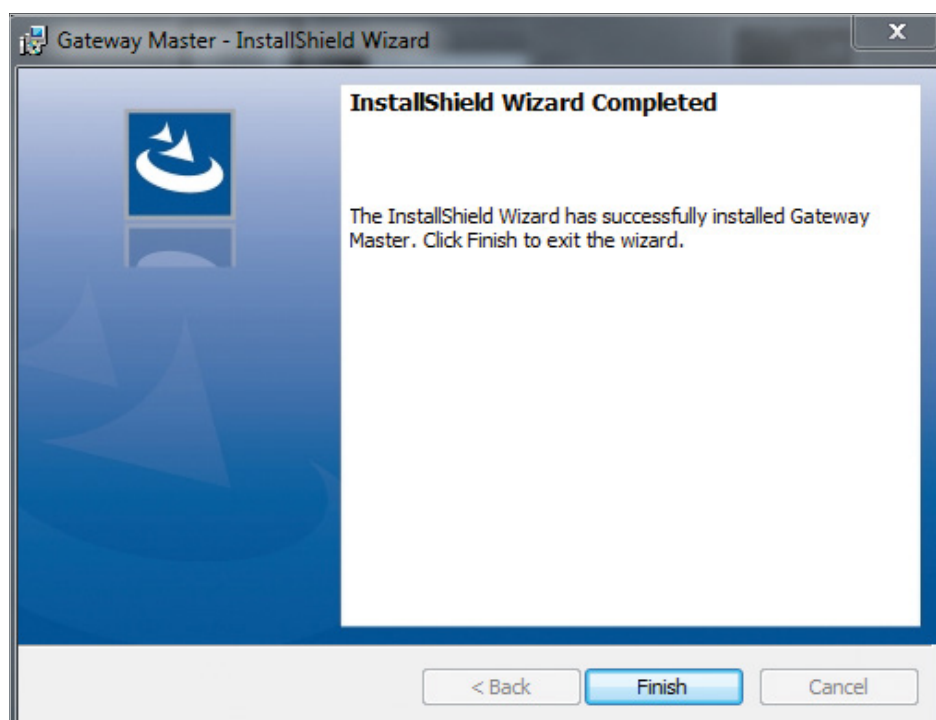 Gateway Master - InstallShield Wizard
x
InstallShield Wizard Completed
The InstallShield Wizard has successfully installed Gateway
Master. Click Finish to exit the wizard.
< Back
Finish
Cancel